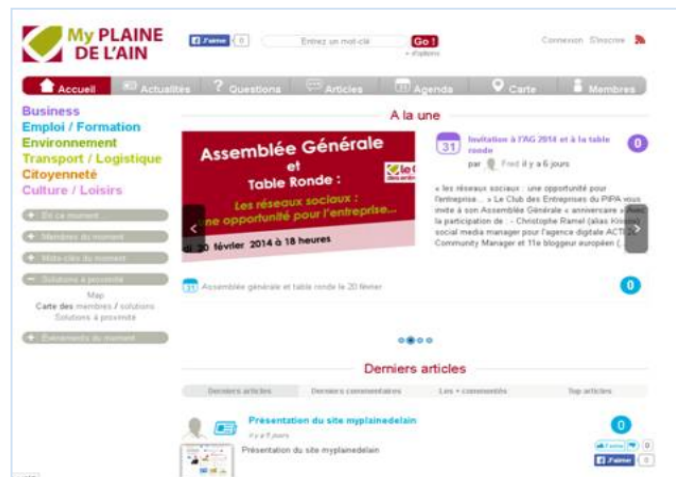 My PLAINE
DE L'AIN
J'aime 0
Entrez un mot-clé
Go !
+ d'options
Connexion S'inscrire
Accueil
Actualités
? Questions
Articles
31 Agenda
Carte
Membres
Business
Emploi / Formation
Environnement
Transport / Logistique
Citoyenneté
Culture / Loisirs
En ce moment ...
Membres du moment
Mots-clés du moment
Solutions à proximité
Map
Carte des membres / solutions
Solutions à proximité
Evénements du moment
A la une
Assemblée Générale
et
Table Ronde :
Les réseaux sociaux :
une opportunité pour l'entreprise...
di 20 février 2014 à 18 heures
31
Invitation à l'AG 2014 et à la table
ronde
0
par Fred il y a 6 jours
« les réseaux sociaux : une opportunité pour
l'entreprise... » Le Club des Entreprises du PIPA vous
invite à son Assemblée Générale « anniversaire »
la participation de : - Christophe Ramel (alias
social media manager pour l'agence digitale
Community Manager et 11e bloggeur européen (...
31 Assemblée générale et table ronde le 20 février
0
Derniers articles
Derniers articles
Derniers commentaires
Les + commentés
Top articles
Présentation du site myplainedelain
il y a 8 jours
Présentation du site myplainedelain
0
J'aime 0
J'aime 0